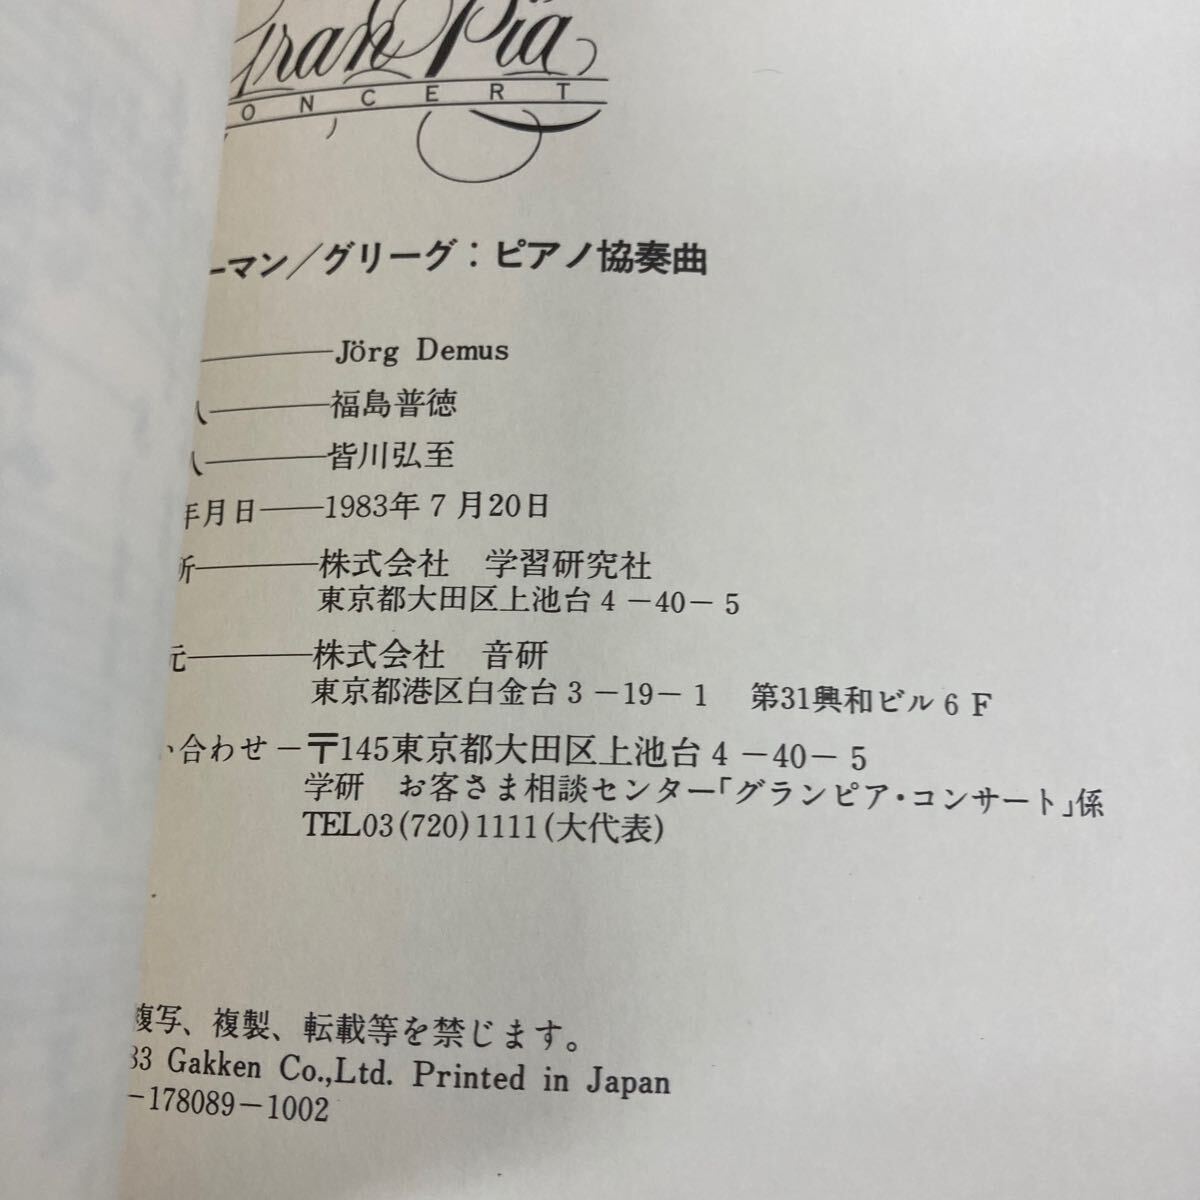 Gran Pia
ONCERT
ーマン/グリーグ:ピアノ協奏曲
Jörg Demus
人——福島普徳
人——皆川弘至
年月日——1983年7月20日
所——株式会社 学習研究社
東京都大田区上池台4-40-5
元——株式会社 音研
東京都港区白金台3-19-1 第31興和ビル6F
い合わせ-〒145東京都大田区上池台4-40-5
学研 お客さま相談センター「グランピア・コンサート」係
TEL03(720)1111(大代表)
複写、複製、転載等を禁じます。
83 Gakken Co.,Ltd. Printed in Japan
-178089-1002